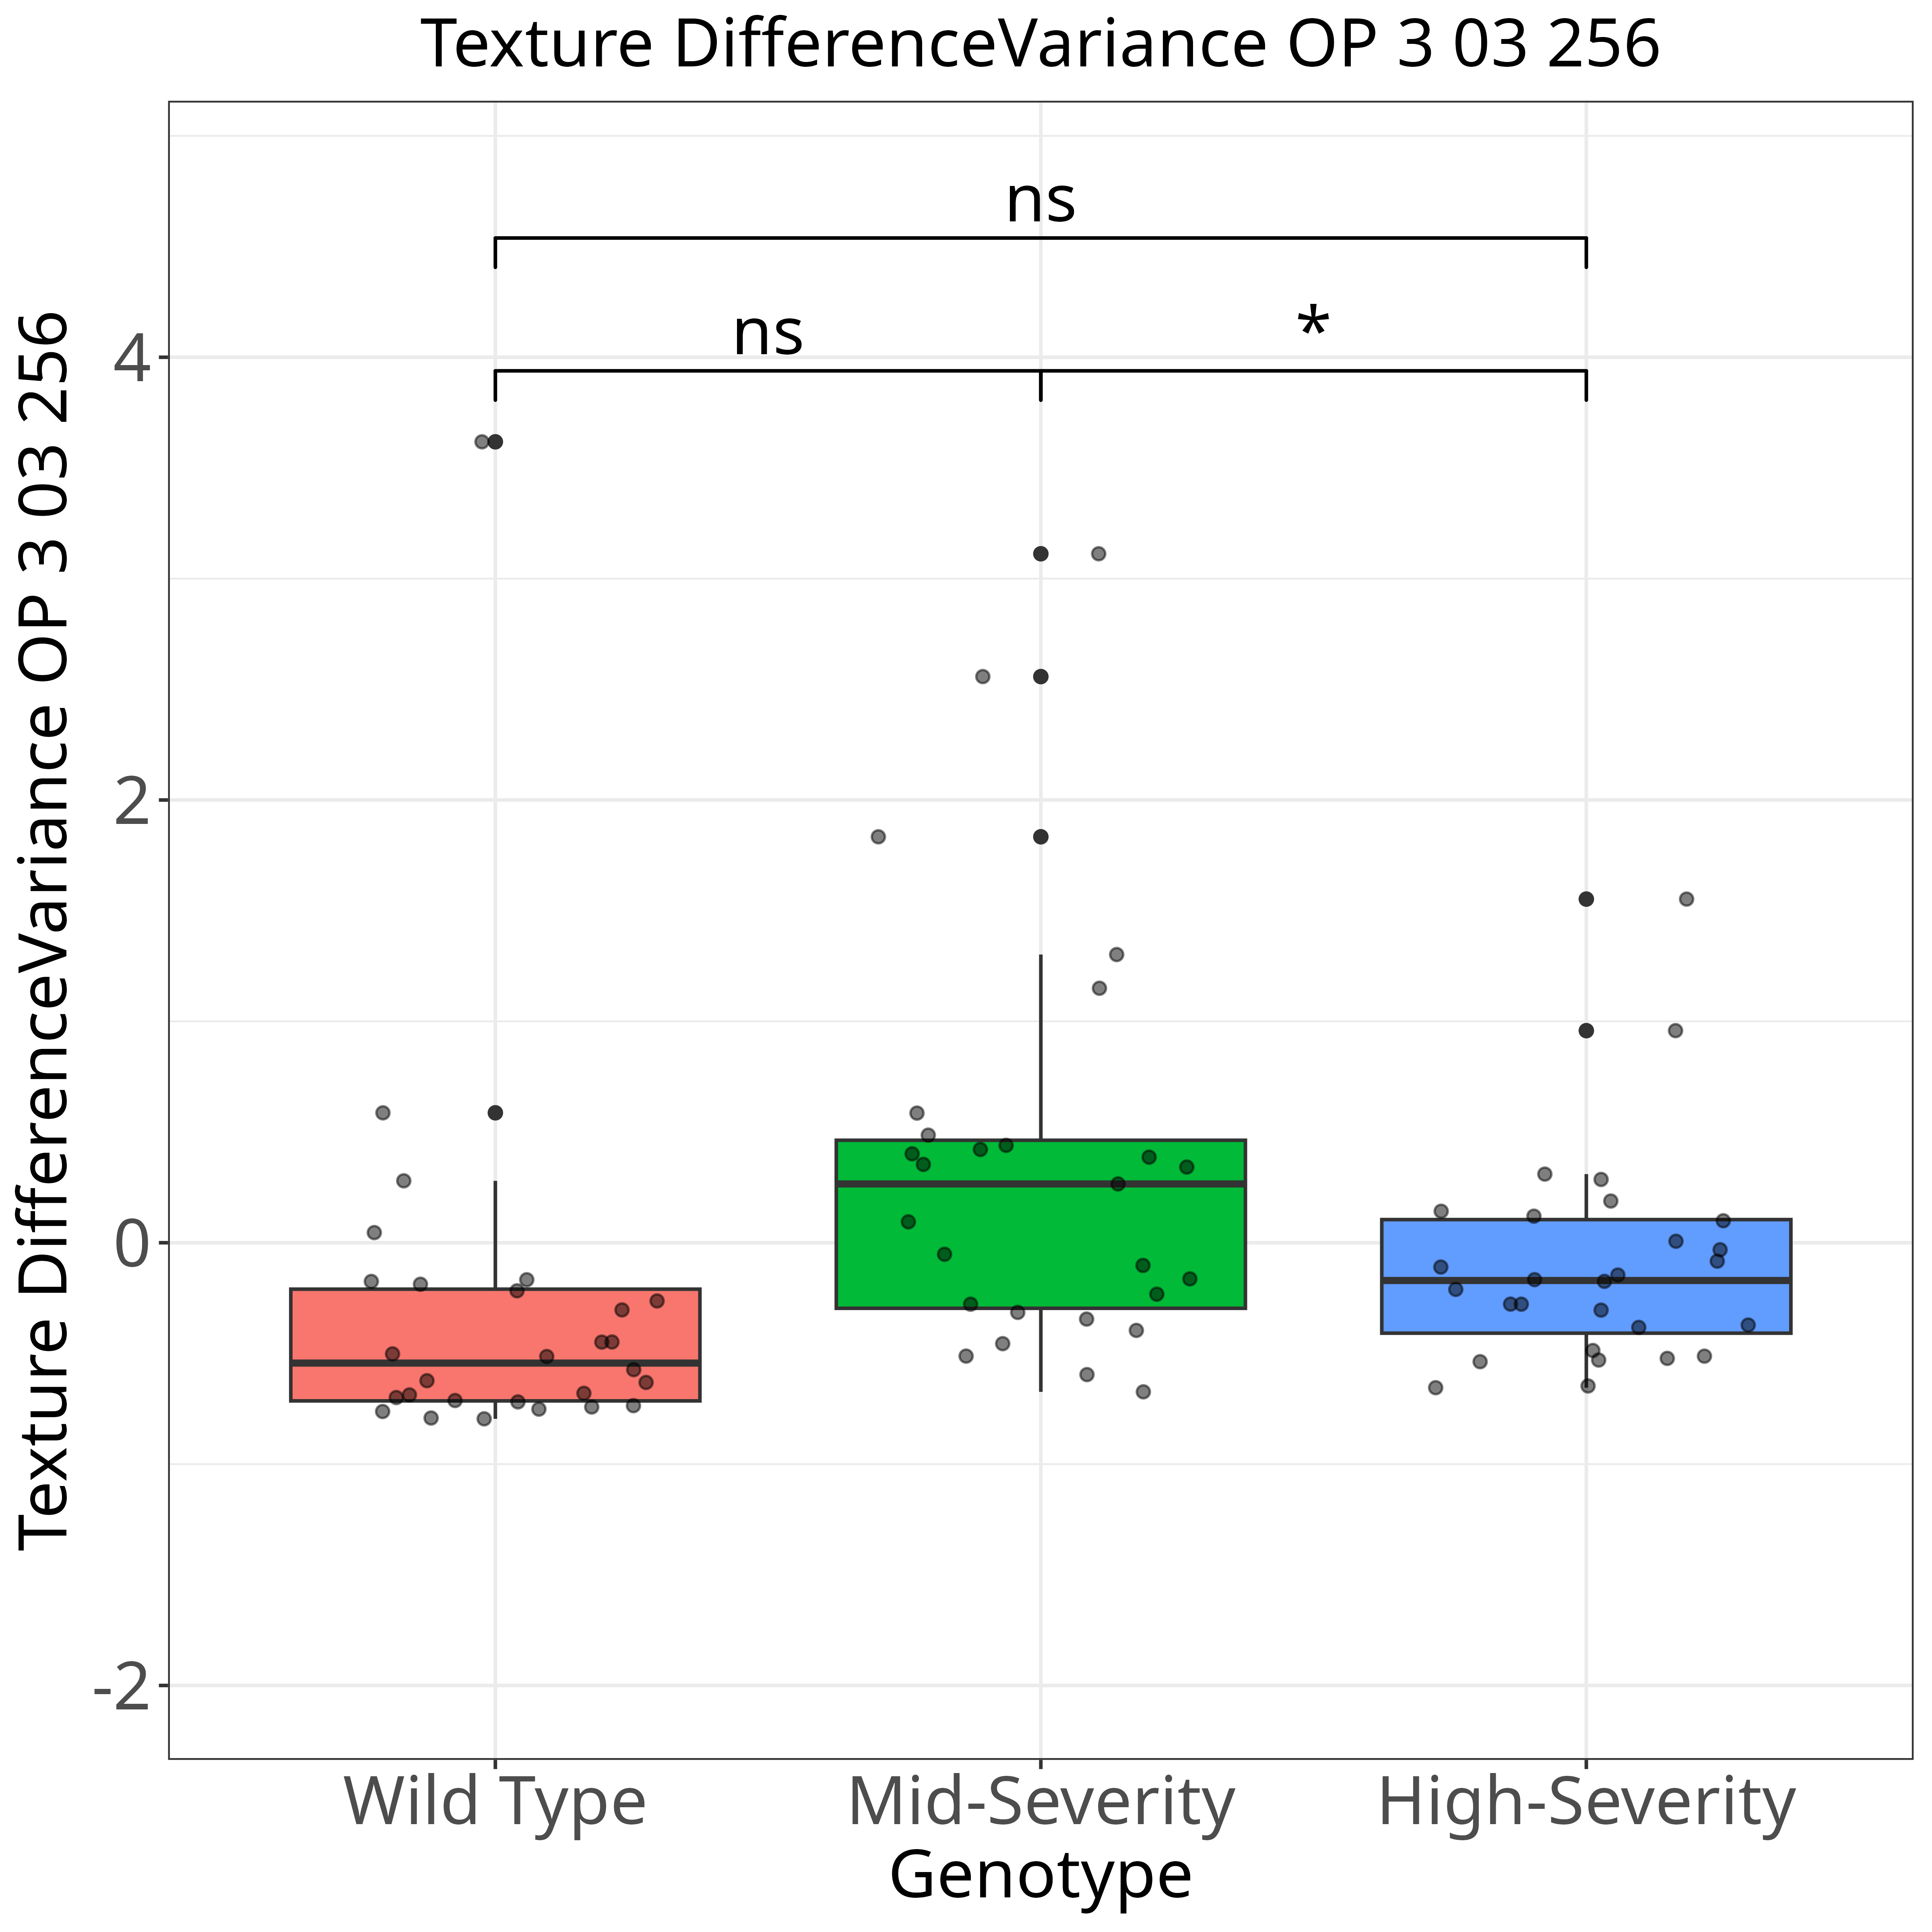 Texture DifferenceVariance OP 3 03 256
Texture DifferenceVariance OP 3 03 256
ns
ns *
4
2
0
-2
Wild Type Mid-Severity High-Severity
Genotype